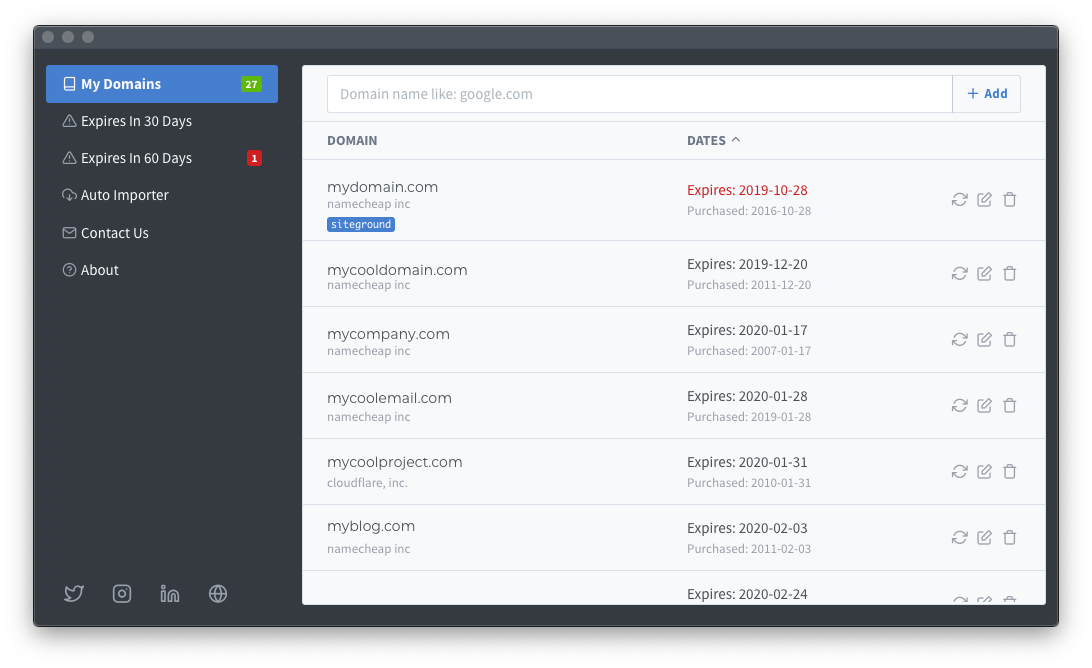 My Domains 27
Expires In 30 Days
Expires In 60 Days 1
Auto Importer
Contact Us
About
Domain name like: google.com
+ Add
DOMAIN DATES
mydomain.com
namecheap inc
siteground
Expires: 2019-10-28
Purchased: 2016-10-28
mycooldomain.com
namecheap inc
Expires: 2019-12-20
Purchased: 2011-12-20
mycompany.com
namecheap inc
Expires: 2020-01-17
Purchased: 2007-01-17
mycoolemail.com
namecheap inc
Expires: 2020-01-28
Purchased: 2019-01-28
mycoolproject.com
cloudflare, inc.
Expires: 2020-01-31
Purchased: 2010-01-31
myblog.com
namecheap inc
Expires: 2020-02-03
Purchased: 2011-02-03
Expires: 2020-02-24